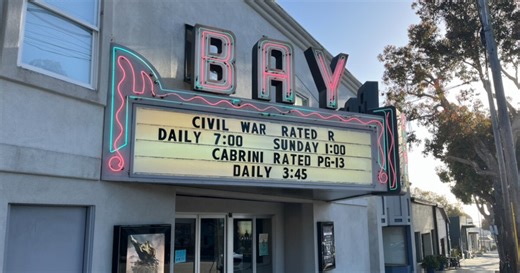 BAY
CIVIL WAR RATED R
DAILY 7:00 SUNDAY 1:00
CABRINI RATED PG-13
DAILY 3:45